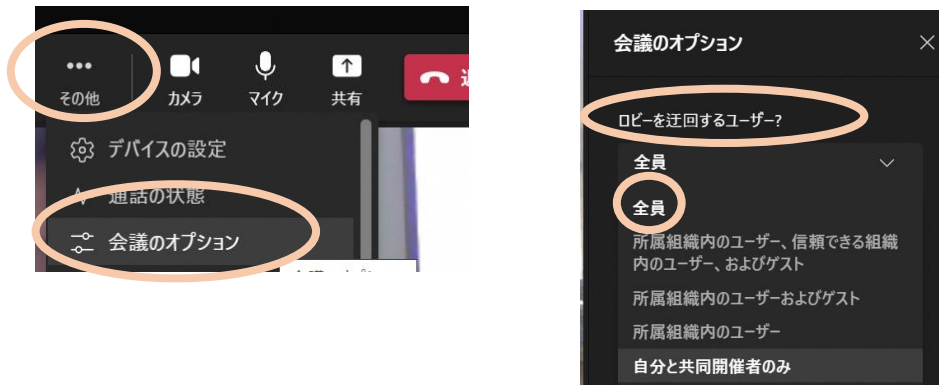 その他
カメラ
マイク
共有
デバイスの設定
通話の状態
会議のオプション
会議のオプション
ロビーを迂回するユーザー?
全員
全員
所属組織内のユーザー、信頼できる組織
内のユーザー、およびゲスト
所属組織内のユーザーおよびゲスト
所属組織内のユーザー
自分と共同開催者のみ